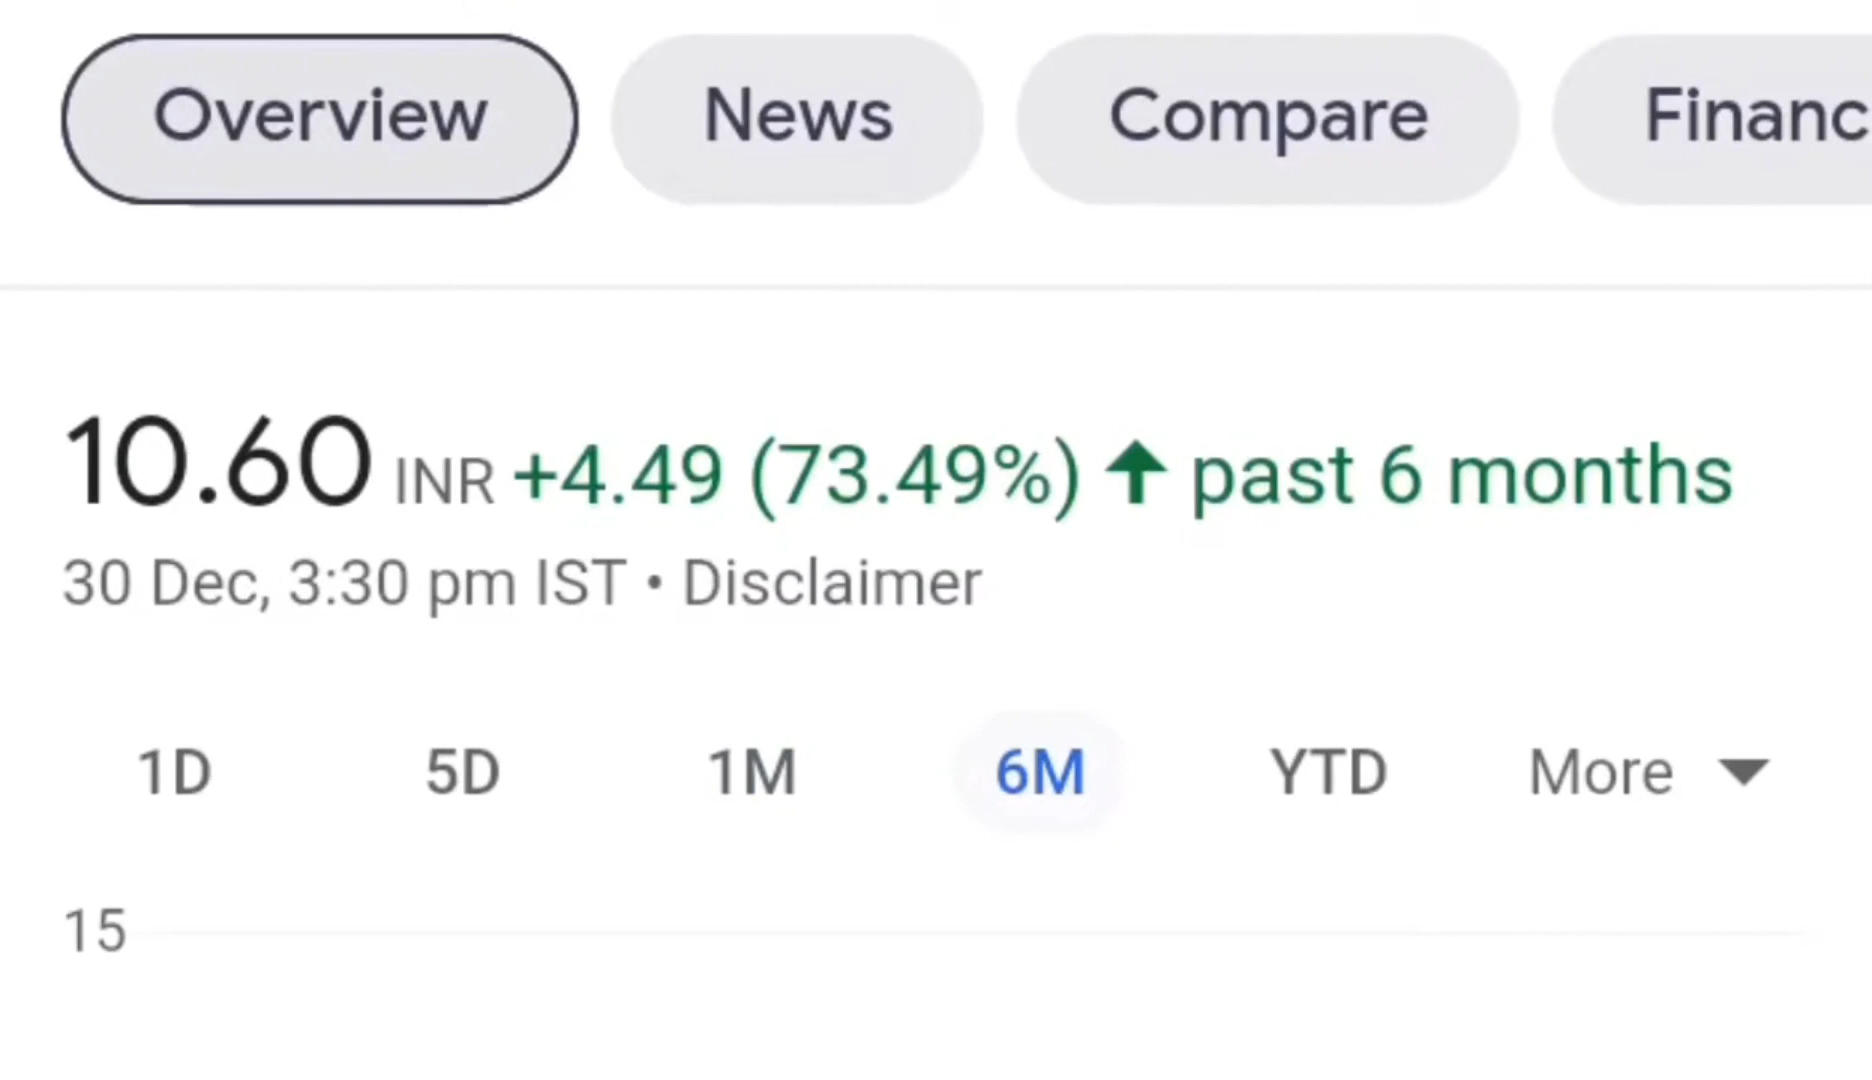 Overview News Compare Financ
10.60 INR +4.49 (73.49%) ↑ past 6 months
30 Dec, 3:30 pm IST • Disclaimer
1D 5D 1M 6M YTD More
15